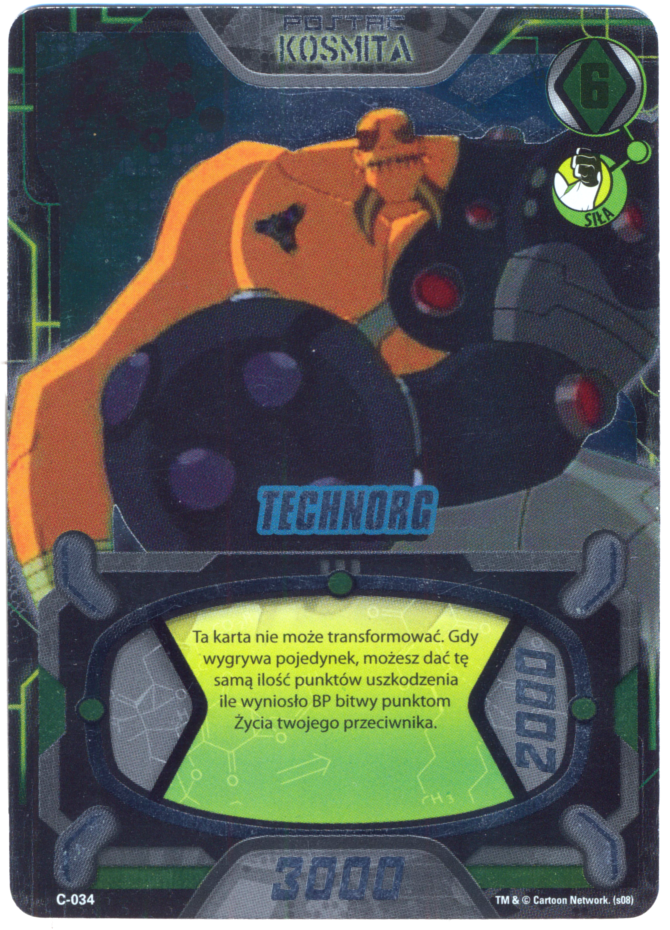 POSTAĆ
KOSMITA
6
SIŁA
TECHNORG
Ta karta nie może transformować. Gdy
wygrywa pojedynek, możesz dać tę
samą ilość punktów uszkodzenia
ile wyniosło BP bitwy punktom
Życia twojego przeciwnika.
2000
CH3
3000
C-034
TM & © Cartoon Network. (s08)